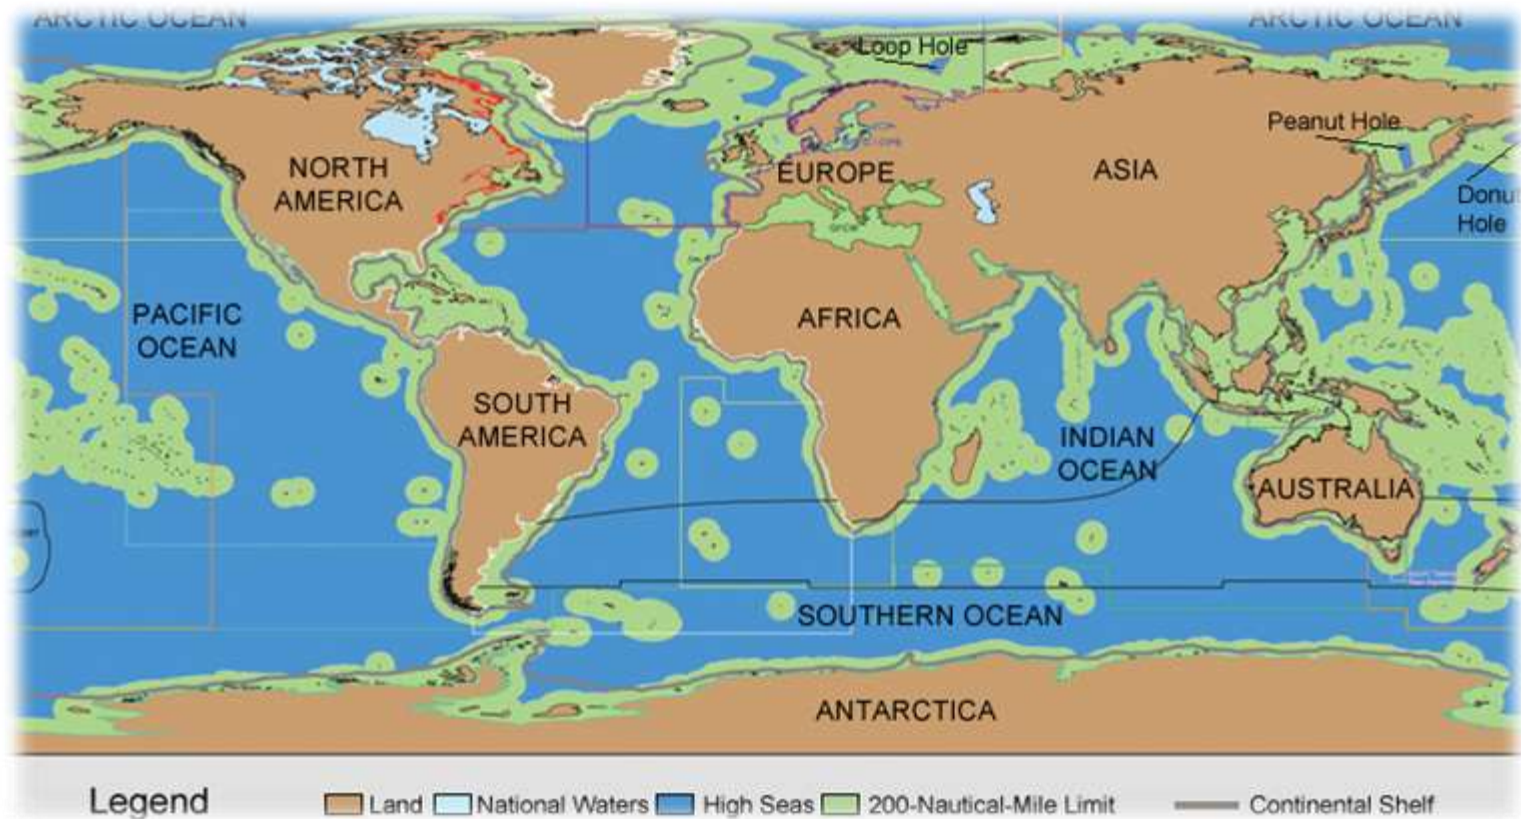 ARCTIC OCEAN
ARCTIC OCEAN
Loop Hole
Peanut Hole
NORTH
AMERICA
EUROPE
ASIA
Donut
Hole
PACIFIC
OCEAN
AFRICA
SOUTH
AMERICA
INDIAN
OCEAN
AUSTRALIA
SOUTHERN OCEAN
ANTARCTICA
Legend
Land
National Waters
High Seas
200-Nautical-Mile Limit
Continental Shelf